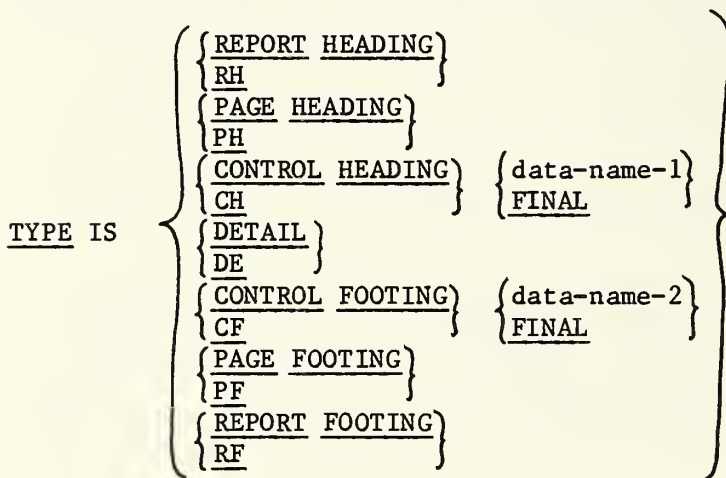 REPORT HEADING
RH
PAGE HEADING
PH
CONTROL HEADING data-name-1
CH FINAL
TYPE IS DETAIL
DE
CONTROL FOOTING data-name-2
CF FINAL
PAGE FOOTING
PF
REPORT FOOTING
RF